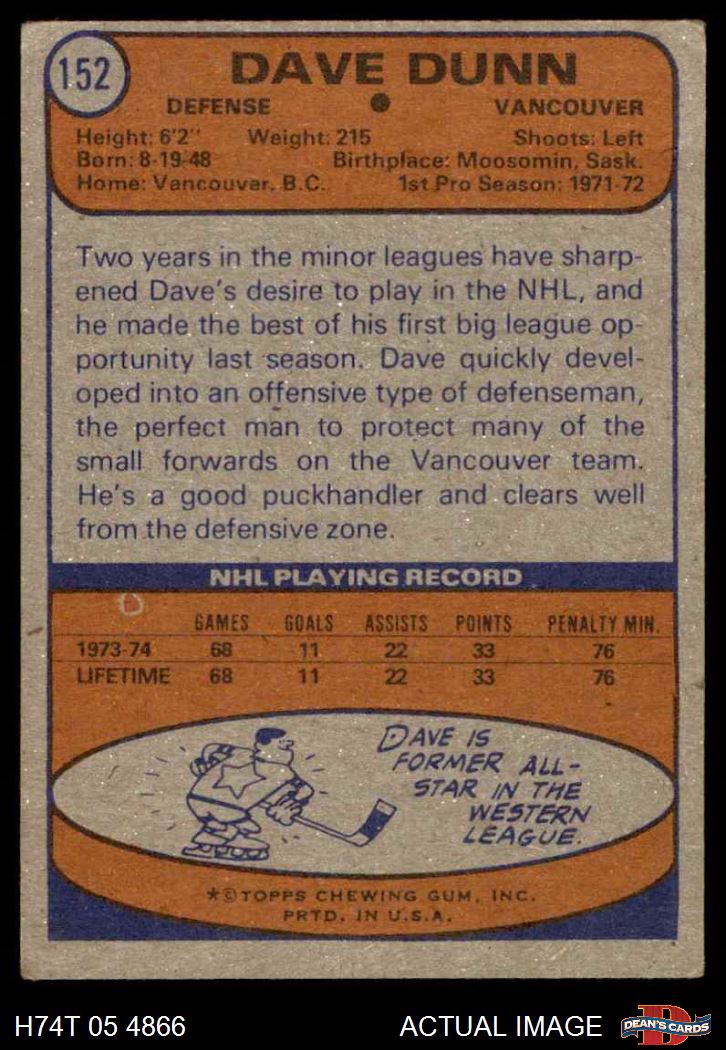 152
DAVE DUNN
DEFENSE ● VANCOUVER
Height: 6'2" Weight: 215 Shoots: Left
Born: 8-19-48 Birthplace: Moosomin, Sask.
Home: Vancouver, B.C. 1st Pro Season: 1971-72
Two years in the minor leagues have sharp-
ened Dave's desire to play in the NHL, and
he made the best of his first big league op-
portunity last season. Dave quickly devel-
oped into an offensive type of defenseman,
the perfect man to protect many of the
small forwards on the Vancouver team.
He's a good puckhandler and clears well
from the defensive zone.
NHL PLAYING RECORD
GAMES GOALS ASSISTS POINTS PENALTY MIN.
1973-74 68 11 22 33 76
LIFETIME 68 11 22 33 76
DAVE IS
FORMER ALL-
STAR IN THE
WESTERN
LEAGUE.
*©TOPPS CHEWING GUM, INC.
PRTD. IN U.S.A.
H74T 05 4866 ACTUAL IMAGE
D
DEAN'S CARDS